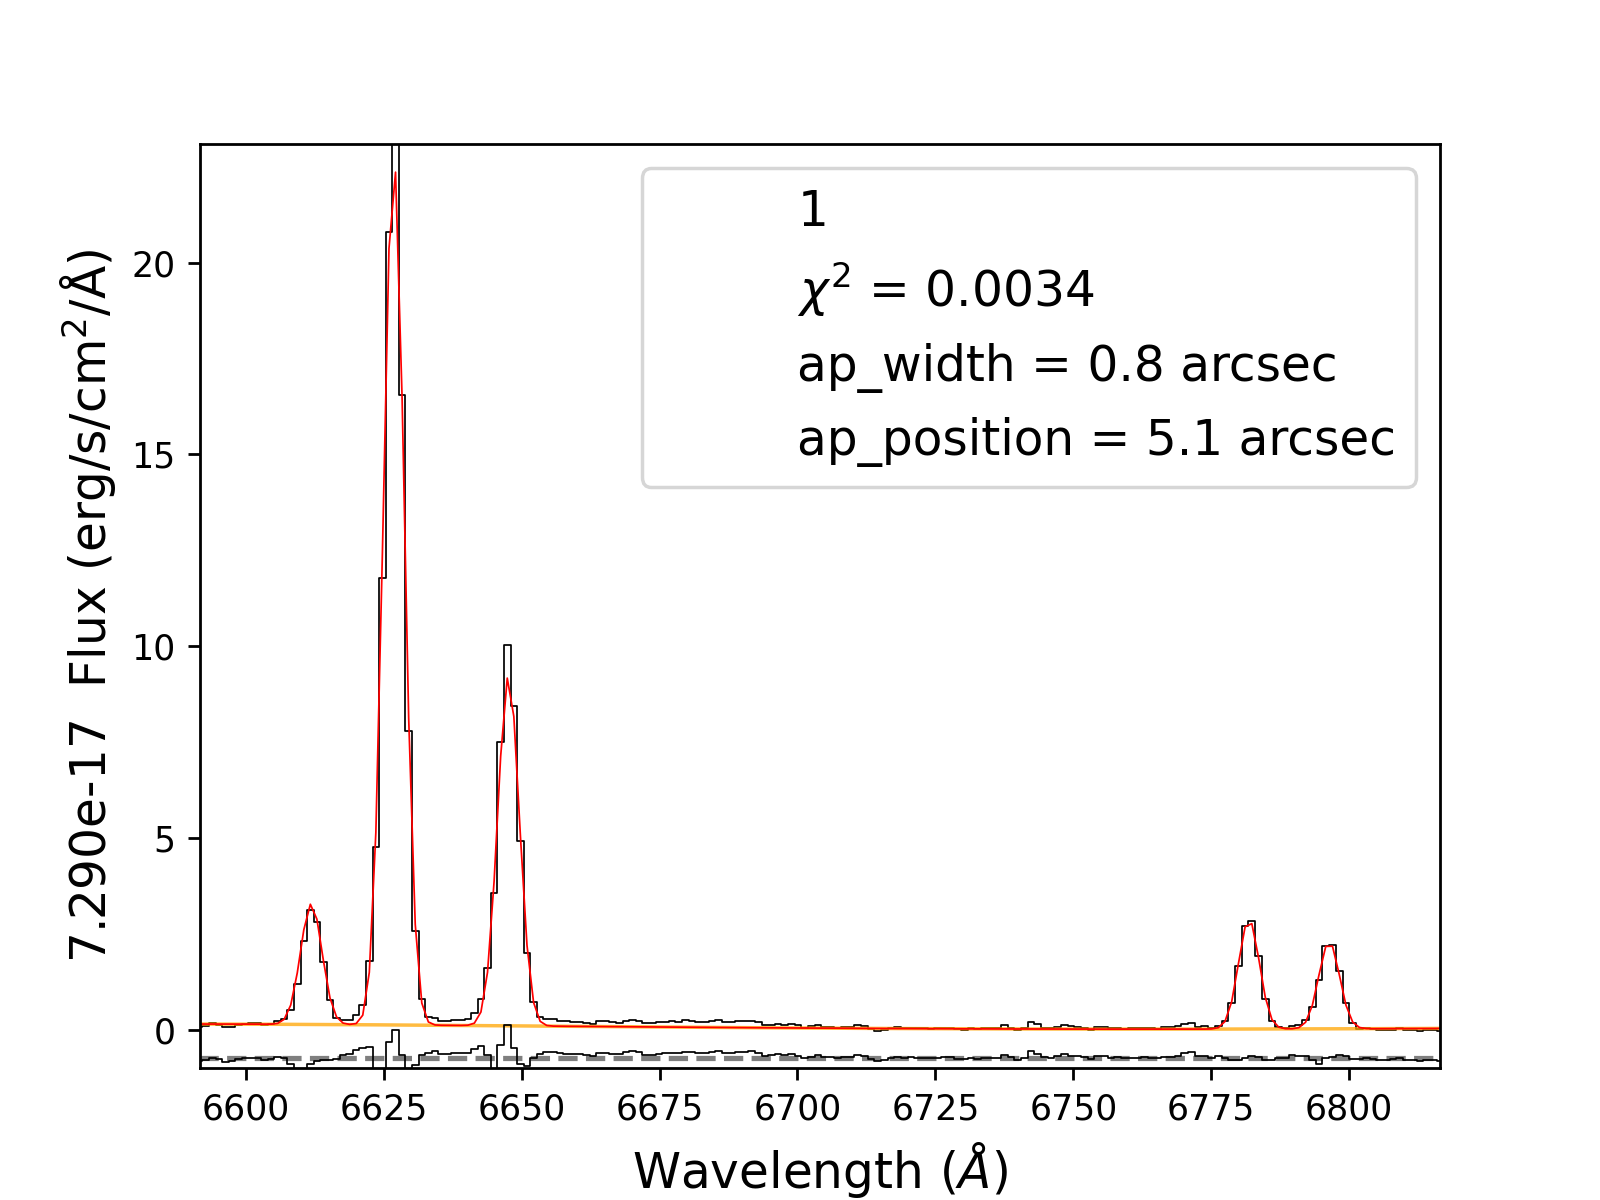 1
χ² = 0.0034
ap_width = 0.8 arcsec
ap_position = 5.1 arcsec
7.290e-17 Flux (erg/s/cm²/Å)
20
15
10
5
0
6600 6625 6650 6675 6700 6725 6750 6775 6800
Wavelength (Å)